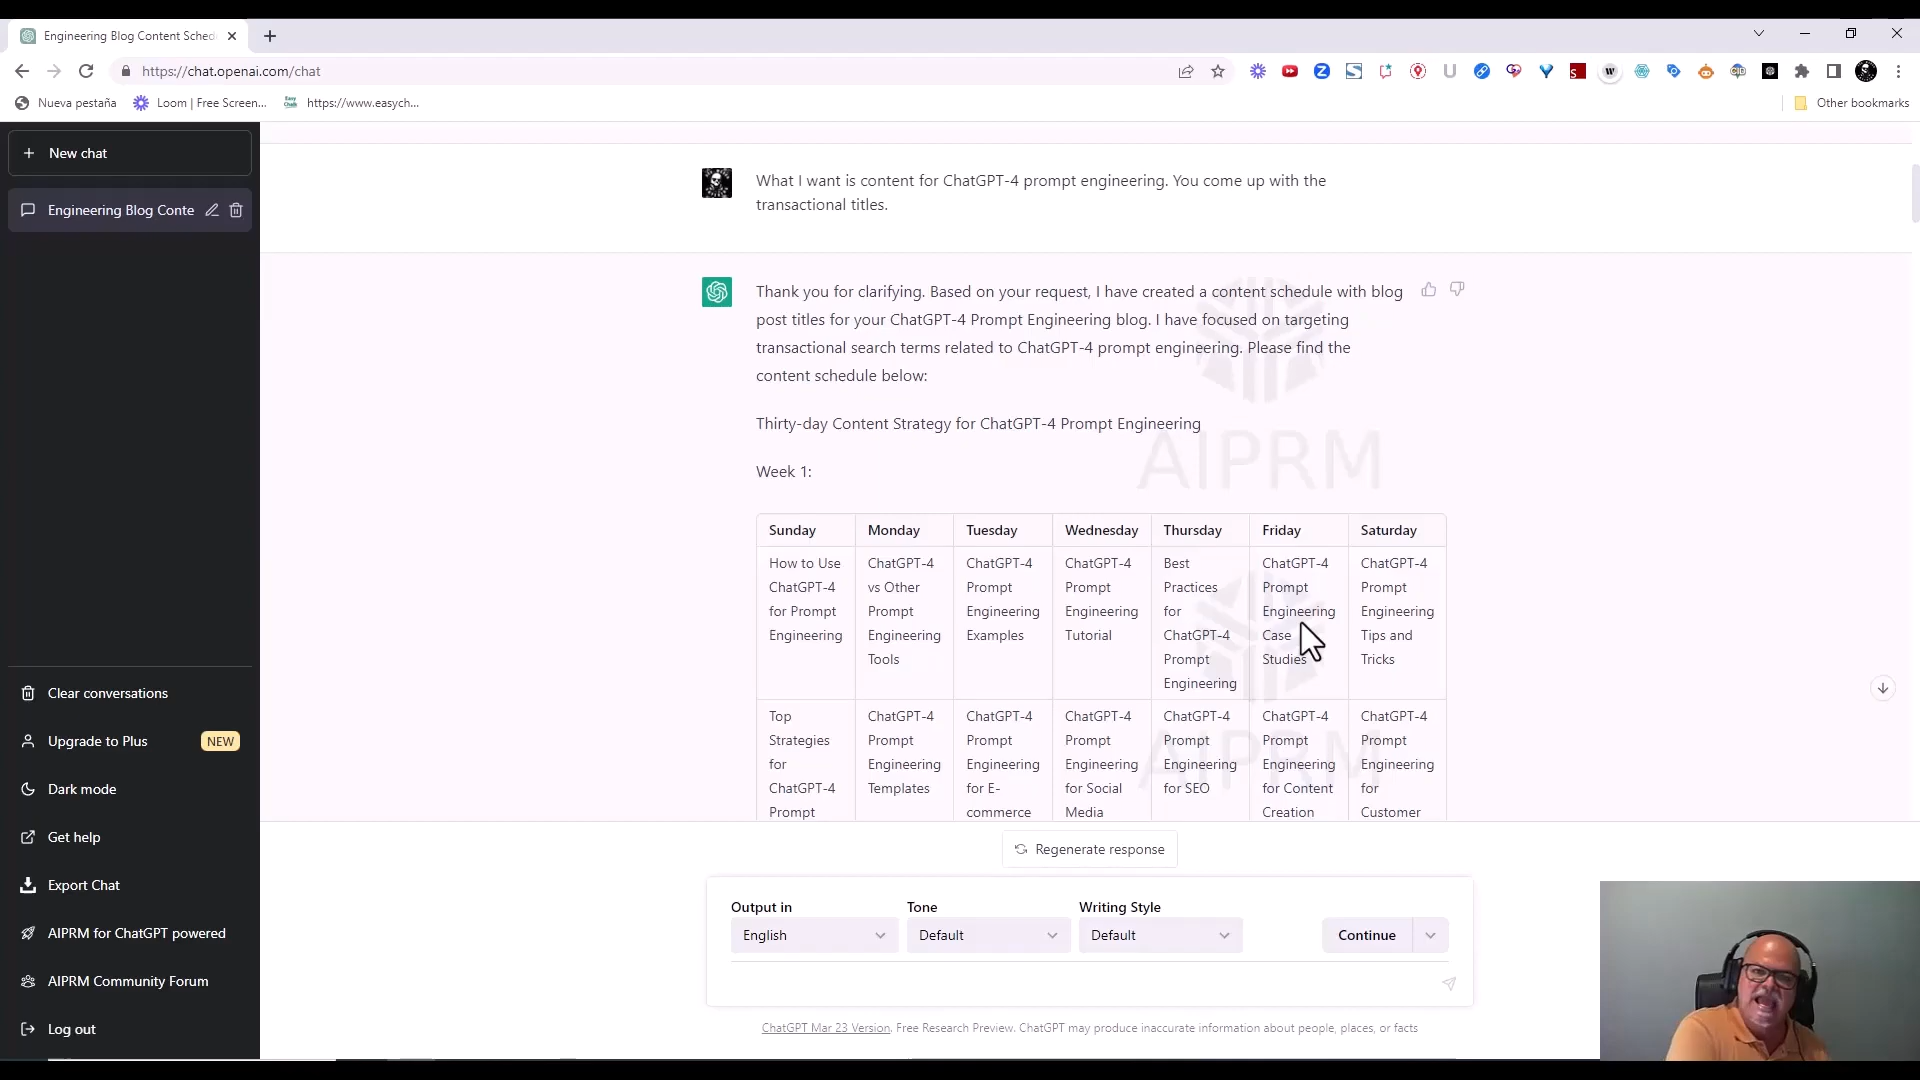 Engineering Blog Content Sched
https://chat.openai.com/chat
Nueva pestaña
Loom | Free Screen...
https://www.easych...
Other bookmarks
New chat
Engineering Blog Conte
Clear conversations
Upgrade to Plus
NEW
Dark mode
Get help
Export Chat
AIPRM for ChatGPT powered
AIPRM Community Forum
Log out
What I want is content for ChatGPT-4 prompt engineering. You come up with the
transactional titles.
Thank you for clarifying. Based on your request, I have created a content schedule with blog
post titles for your ChatGPT-4 Prompt Engineering blog. I have focused on targeting
transactional search terms related to ChatGPT-4 prompt engineering. Please find the
content schedule below:
Thirty-day Content Strategy for ChatGPT-4 Prompt Engineering
AIPRM
Week 1:
Sunday
Monday
Tuesday
Wednesday
Thursday
Friday
Saturday
How to Use
ChatGPT-4
for Prompt
Engineering
ChatGPT-4
vs Other
Prompt
Engineering
Tools
ChatGPT-4
Prompt
Engineering
Examples
ChatGPT-4
Prompt
Engineering
Tutorial
Best
Practices
for
ChatGPT-4
Prompt
Engineering
ChatGPT-4
Prompt
Engineering
Case
Studies
ChatGPT-4
Prompt
Engineering
Tips and
Tricks
Top
Strategies
for
ChatGPT-4
Prompt
ChatGPT-4
Prompt
Engineering
Templates
ChatGPT-4
Prompt
Engineering
for E-
commerce
ChatGPT-4
Prompt
Engineering
for Social
Media
ChatGPT-4
Prompt
Engineering
for SEO
ChatGPT-4
Prompt
Engineering
for Content
Creation
ChatGPT-4
Prompt
Engineering
for
Customer
AIPRM
Regenerate response
Output in
Tone
Writing Style
English
Default
Default
Continue
ChatGPT Mar 23 Version. Free Research Preview. ChatGPT may produce inaccurate information about people, places, or facts